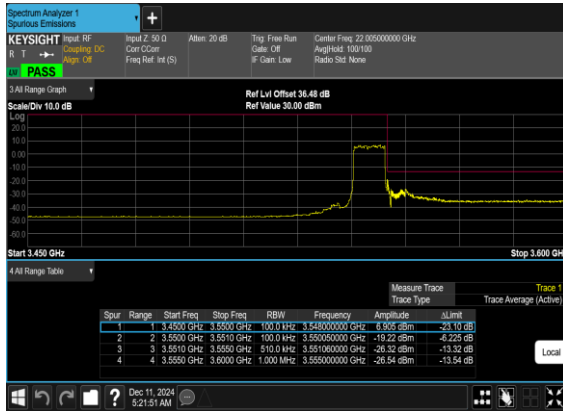 Spectrum Analyzer 1
Spurious Emissions
KEYSIGHT
R T
LXI PASS
Input: RF
Coupling: DC
Align: Off
Input Z: 50 Ω
Corr CCorr
Freq Ref: Int (S)
Atten: 20 dB
Trig: Free Run
Gate: Off
IF Gain: Low
Center Freq: 22.005000000 GHz
Avg|Hold: 100/100
Radio Std: None
3 All Range Graph
Scale/Div 10.0 dB
Ref Lvl Offset 36.48 dB
Ref Value 30.00 dBm
Log
20.0
10.0
0.00
-10.0
-20.0
-30.0
-40.0
-50.0
-60.0
Start 3.450 GHz
Stop 3.600 GH
4 All Range Table
Measure Trace Trace 1
Trace Type Trace Average (Active)
Spur Range Start Freq Stop Freq RBW Frequency Amplitude ΔLimit
1 1 3.4500 GHz 3.5500 GHz 100.0 kHz 3.548000000 GHz 6.905 dBm -23.10 dB
2 2 3.5500 GHz 3.5510 GHz 100.0 kHz 3.550050000 GHz -19.22 dBm -6.225 dB
3 3 3.5510 GHz 3.5550 GHz 510.0 kHz 3.551060000 GHz -26.32 dBm -13.32 dB
4 4 3.5550 GHz 3.6000 GHz 1.000 MHz 3.555000000 GHz -26.54 dBm -13.54 dB
Local
Dec 11, 2024
5:21:51 AM